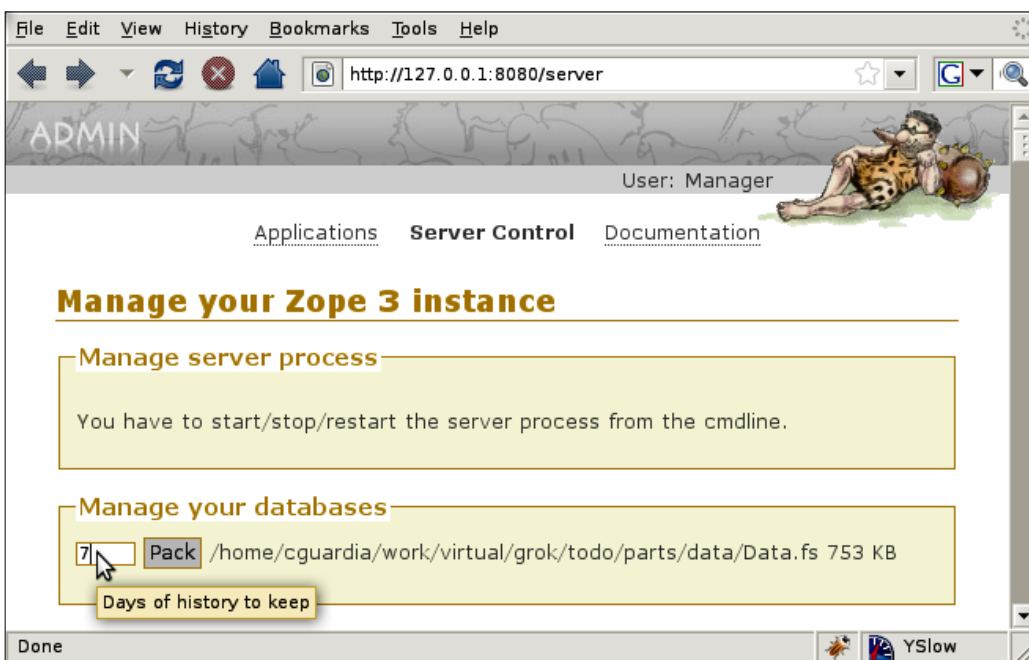 File Edit View History Bookmarks Tools Help
http://127.0.0.1:8080/server
G
ADMIN
User: Manager
Applications Server Control Documentation
Manage your Zope 3 instance
Manage server process
You have to start/stop/restart the server process from the cmdline.
Manage your databases
7 Pack /home/cguardia/work/virtual/grok/todo/parts/data/Data.fs 753 KB
Days of history to keep
Done YSlow